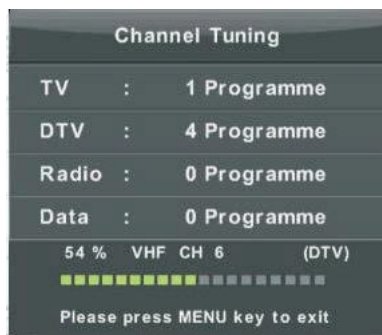 Channel Tuning
TV : 1 Programme
DTV : 4 Programme
Radio : 0 Programme
Data : 0 Programme
54 % VHF CH 6 (DTV)
Please press MENU key to exit